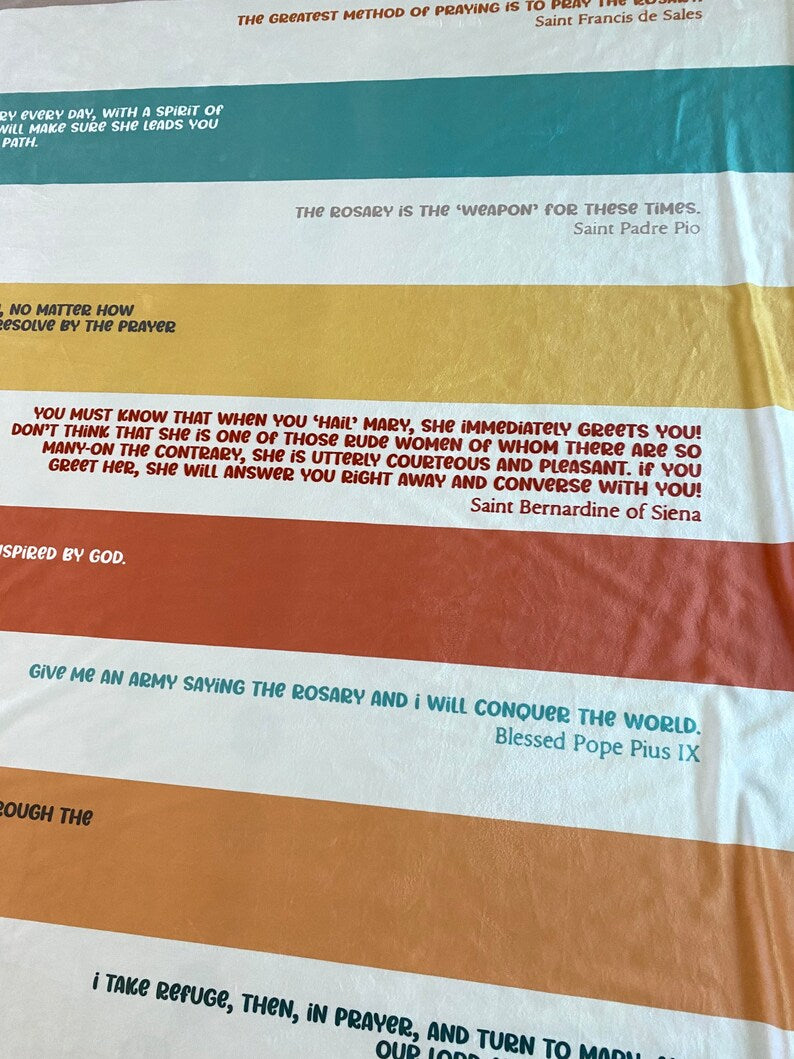 THE GREATEST METHOD OF PRAYING IS TO PRAY THE ROSARY.
Saint Francis de Sales
RY EVERY DAY, WITH A SPIRIT OF
WILL MAKE SURE SHE LEADS YOU
PATH.
THE ROSARY IS THE ‘WEAPON’ FOR THESE TIMES.
Saint Padre Pio
, NO MATTER HOW
RESOLVE BY THE PRAYER
YOU MUST KNOW THAT WHEN YOU ‘HAIL’ MARY, SHE IMMEDIATELY GREETS YOU!
DON’T THINK THAT SHE IS ONE OF THOSE RUDE WOMEN OF WHOM THERE ARE SO
MANY-ON THE CONTRARY, SHE IS UTTERLY COURTEOUS AND PLEASANT. IF YOU
GREET HER, SHE WILL ANSWER YOU RIGHT AWAY AND CONVERSE WITH YOU!
Saint Bernardine of Siena
NSPIRED BY GOD.
GIVE ME AN ARMY SAYING THE ROSARY AND I WILL CONQUER THE WORLD.
Blessed Pope Pius IX
ROUGH THE
I TAKE REFUGE, THEN, IN PRAYER, AND TURN TO MARY,
OUR LORD